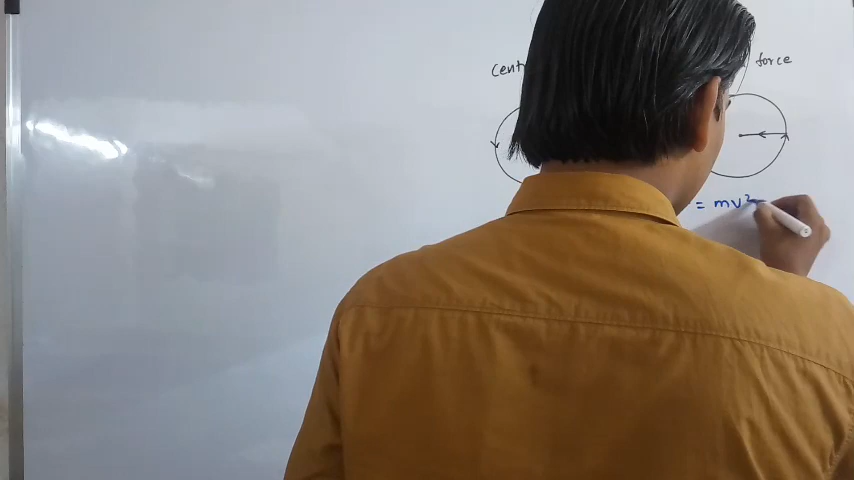 Cent force
= mv²